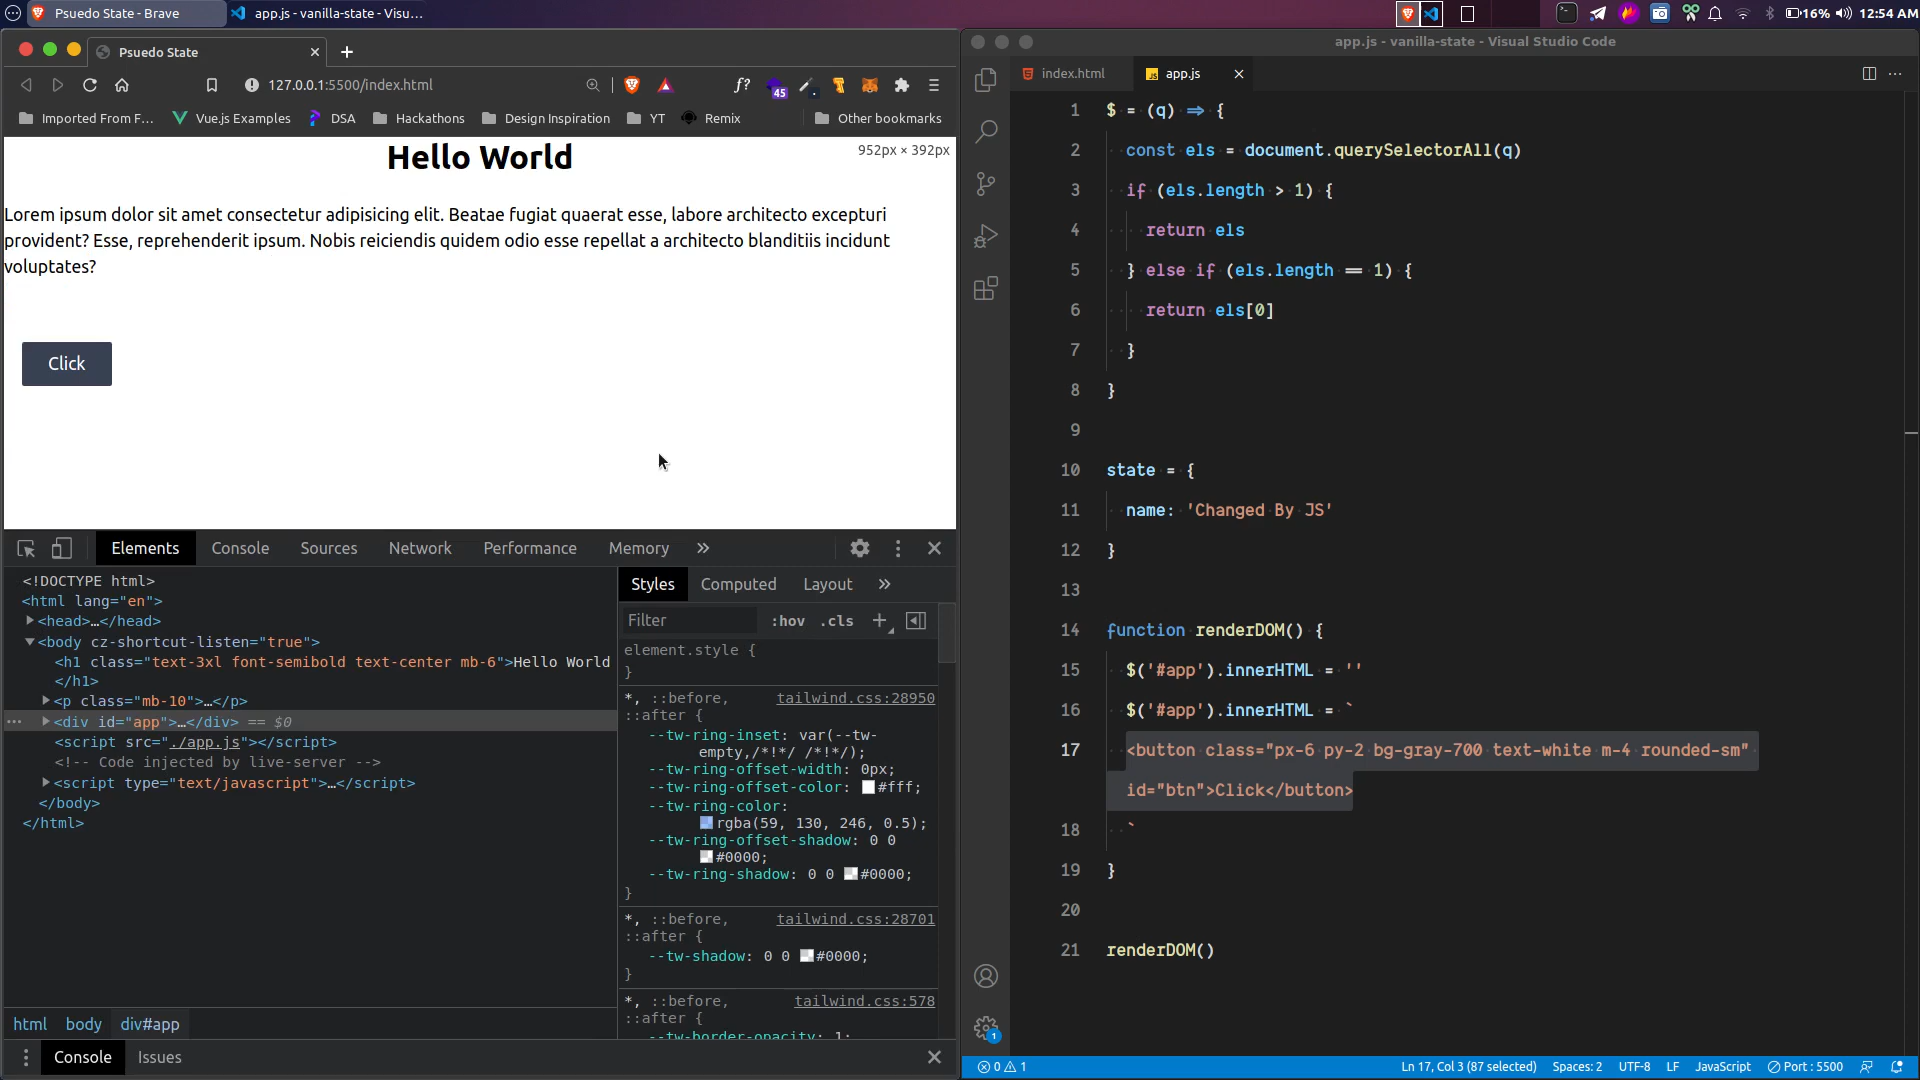 Psuedo State - Brave
app.js - vanilla-state - Visu...
16%
12:54 AM
Psuedo State
127.0.0.1:5500/index.html
f?
45
Imported From F...
Vue.js Examples
DSA
Hackathons
Design Inspiration
YT
Remix
Other bookmarks
Hello World
952px × 392px
Lorem ipsum dolor sit amet consectetur adipisicing elit. Beatae fugiat quaerat esse, labore architecto excepturi
provident? Esse, reprehenderit ipsum. Nobis reiciendis quidem odio esse repellat a architecto blanditiis incidunt
voluptates?
Click
Elements Console Sources Network Performance Memory »
<!DOCTYPE html>
<html lang="en">
<head>…</head>
<body cz-shortcut-listen="true">
<h1 class="text-3xl font-semibold text-center mb-6">Hello World
</h1>
<p class="mb-10">…</p>
<div id="app">…</div> == $0
<script src="./app.js"></script>
<!-- Code injected by live-server -->
<script type="text/javascript">…</script>
</body>
</html>
html body div#app
Console Issues
Styles Computed Layout »
Filter :hov .cls +
element.style {
}
*, ::before, tailwind.css:28950
::after {
--tw-ring-inset: var(--tw-
empty,/*!*/ /*!*/);
--tw-ring-offset-width: 0px;
--tw-ring-offset-color: #fff;
--tw-ring-color:
rgba(59, 130, 246, 0.5);
--tw-ring-offset-shadow: 0 0
#0000;
--tw-ring-shadow: 0 0 #0000;
}
*, ::before, tailwind.css:28701
::after {
--tw-shadow: 0 0 #0000;
}
*, ::before, tailwind.css:578
::after {
--tw-border-opacity: 1;
app.js - vanilla-state - Visual Studio Code
index.html
JS app.js
1 $ = (q) => {
2 const els = document.querySelectorAll(q)
3 if (els.length > 1) {
4 return els
5 } else if (els.length == 1) {
6 return els[0]
7 }
8 }
9
10 state = {
11 name: 'Changed By JS'
12 }
13
14 function renderDOM() {
15 $('#app').innerHTML = ''
16 $('#app').innerHTML = `
17 <button class="px-6 py-2 bg-gray-700 text-white m-4 rounded-sm"
id="btn">Click</button>
18 `
19 }
20
21 renderDOM()
1
0 1
Ln 17, Col 3 (87 selected) Spaces: 2 UTF-8 LF JavaScript Port : 5500